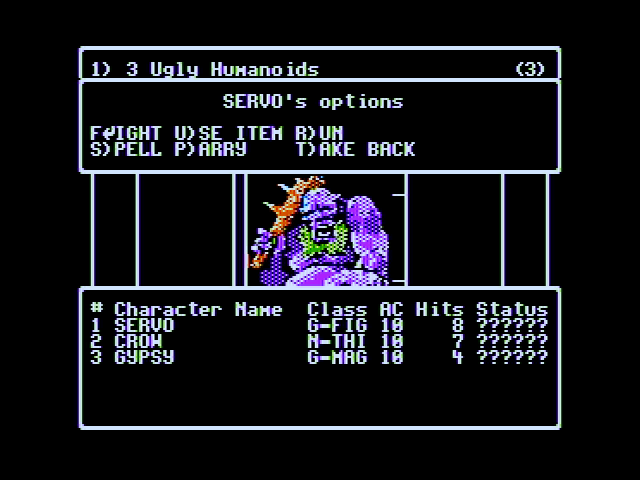 1) 3 Ugly Humanoids (3)
SERVO's options
F)IGHT U)SE ITEM R)UN
S)PELL P)ARRY T)AKE BACK
# Character Name Class AC Hits Status
1 SERVO G-FIG 10 8 ??????
2 CROW N-THI 10 7 ??????
3 GYPSY G-MAG 10 4 ??????